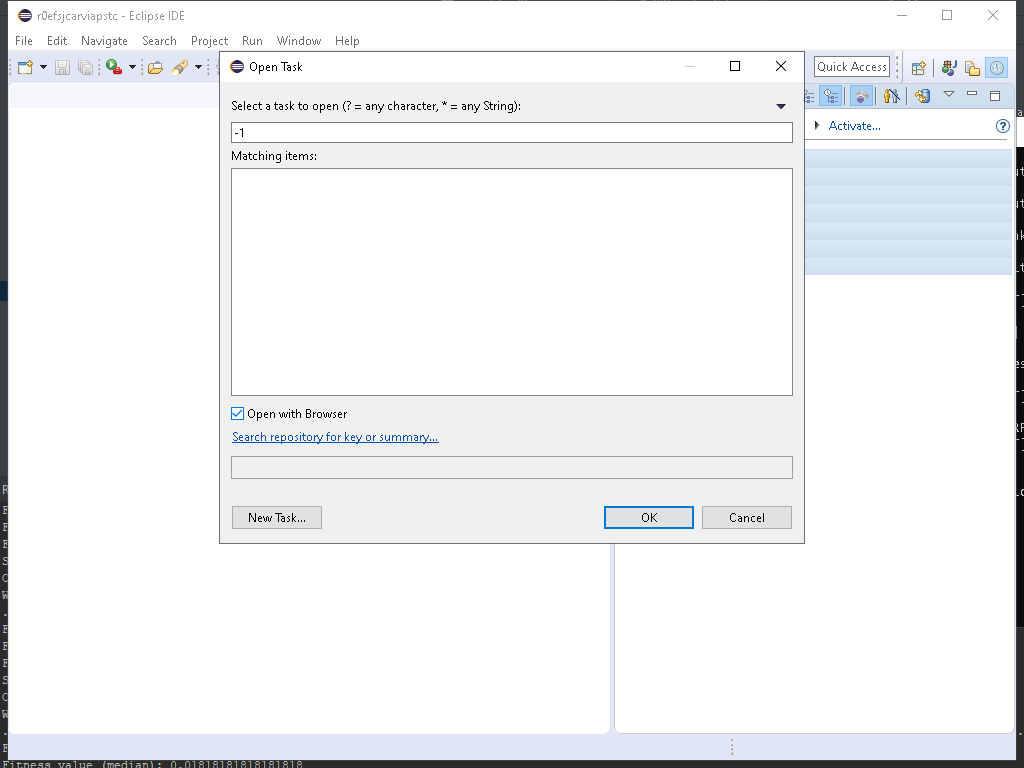 r0efsjcarviapstc - Eclipse IDE
File Edit Navigate Search Project Run Window Help
Open Task
Quick Access
Select a task to open (? = any character, * = any String):
-1
Activate...
Matching items:
Open with Browser
Search repository for key or summary...
New Task...
OK
Cancel
Fitness value (median): 0.01818181818181818